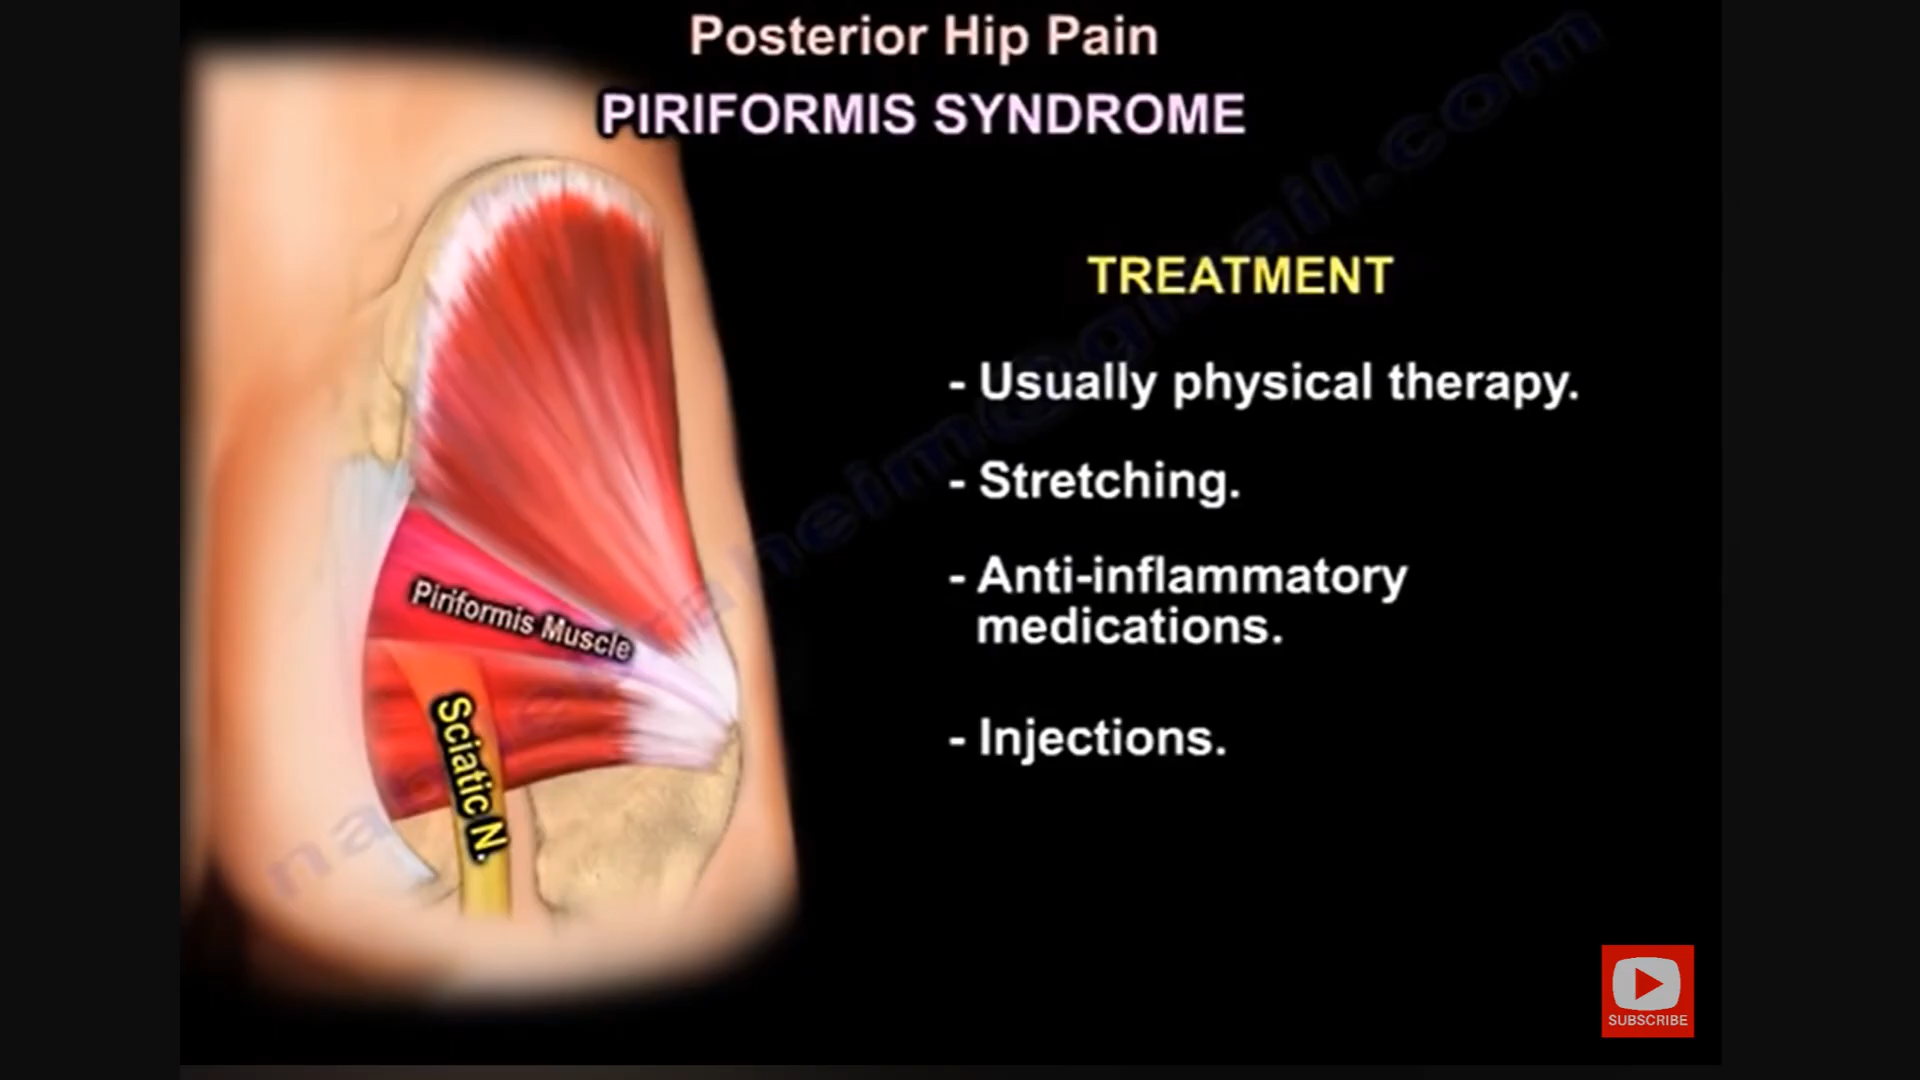 Posterior Hip Pain
PIRIFORMIS SYNDROME
TREATMENT
- Usually physical therapy.
- Stretching.
- Anti-inflammatory
medications.
- Injections.
Piriformis Muscle
Sciatic N.
SUBSCRIBE